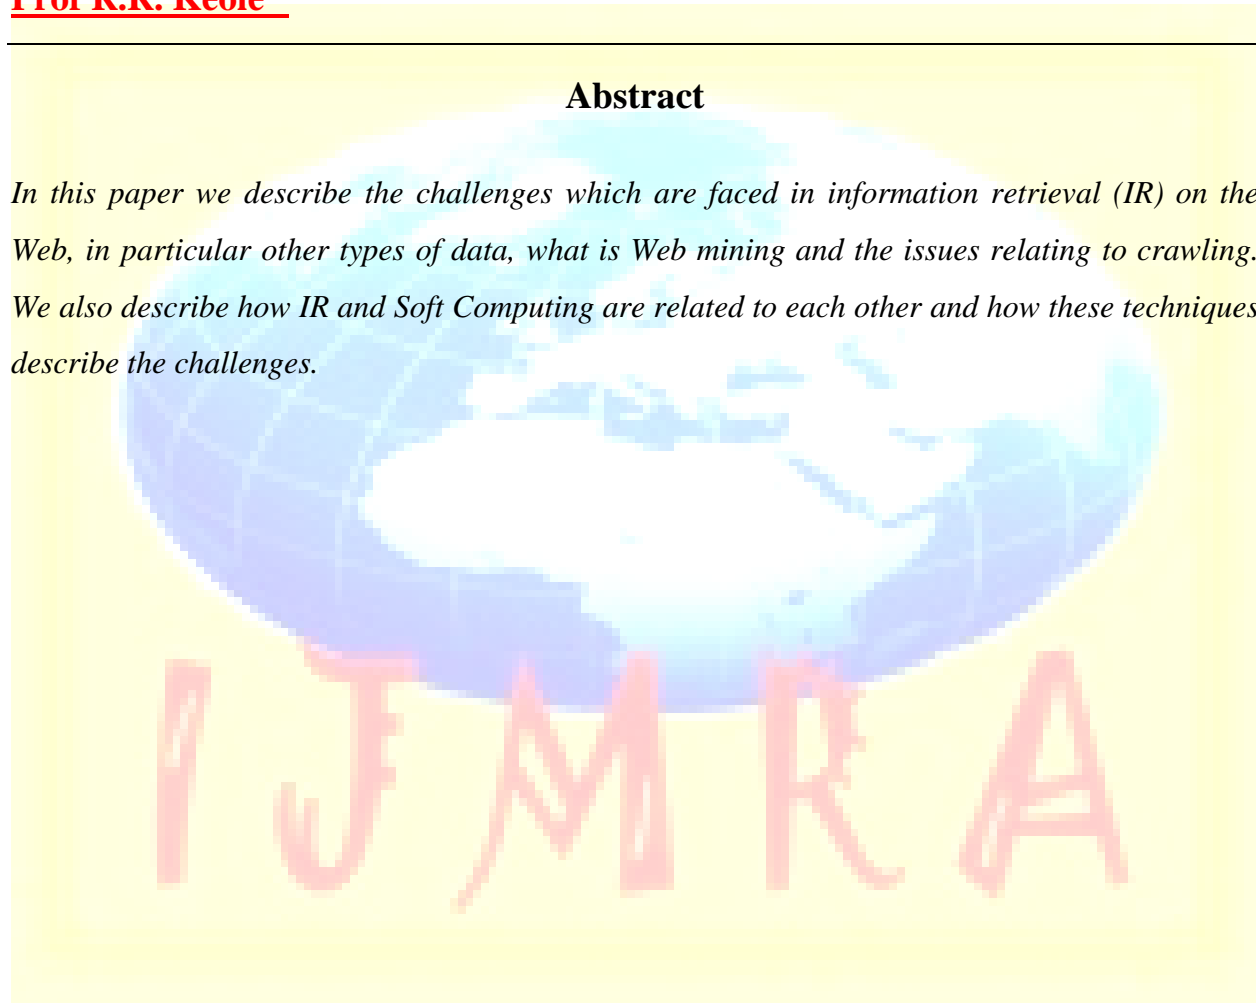 Prof R.R. Keole
Abstract
In this paper we describe the challenges which are faced in information retrieval (IR) on the
Web, in particular other types of data, what is Web mining and the issues relating to crawling.
We also describe how IR and Soft Computing are related to each other and how these techniques
describe the challenges.
IJMRA